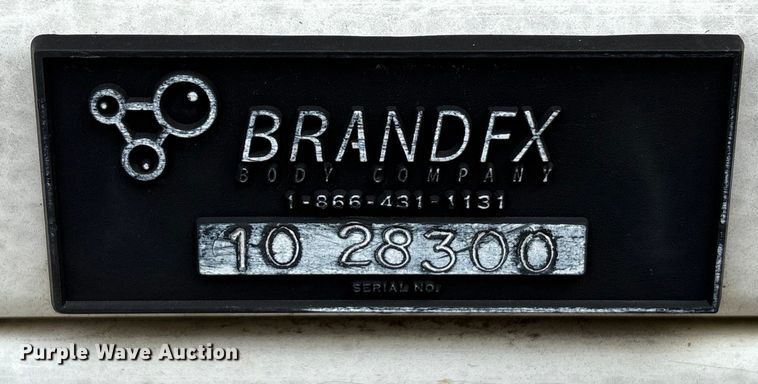 BRANDFX
BODY COMPANY
1-866-431-1131
10 28300
SERIAL NO.
Purple Wave Auction